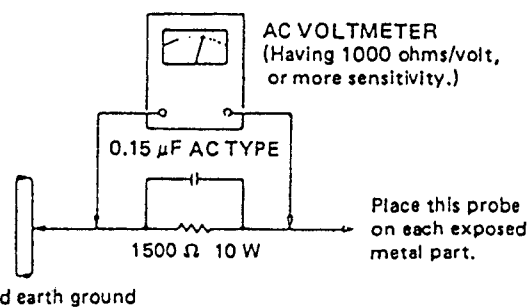 AC VOLTMETER
(Having 1000 ohms/volt,
or more sensitivity.)
0.15 μF AC TYPE
Place this probe
on each exposed
metal part.
1500 Ω 10 W
d earth ground